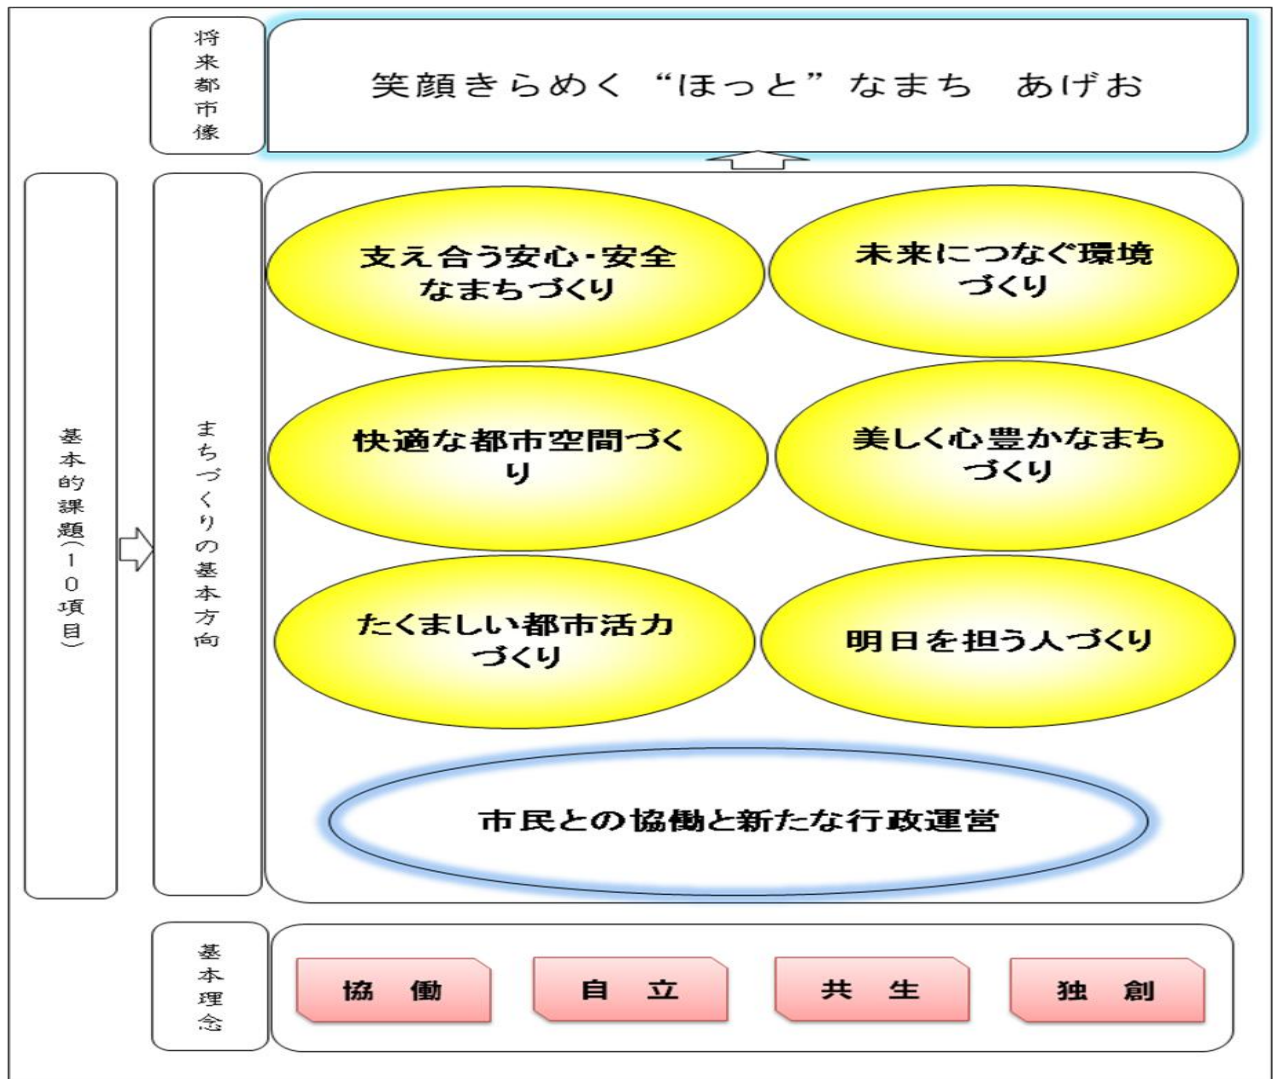 将来都市像
笑顔きらめく“ほっと”なまち　あげお
基本的課題(10項目)
まちづくりの基本方向
支え合う安心・安全
なまちづくり
未来につなぐ環境
づくり
快適な都市空間づく
り
美しく心豊かなまち
づくり
たくましい都市活力
づくり
明日を担う人づくり
市民との協働と新たな行政運営
基本理念
協　働
自　立
共　生
独　創